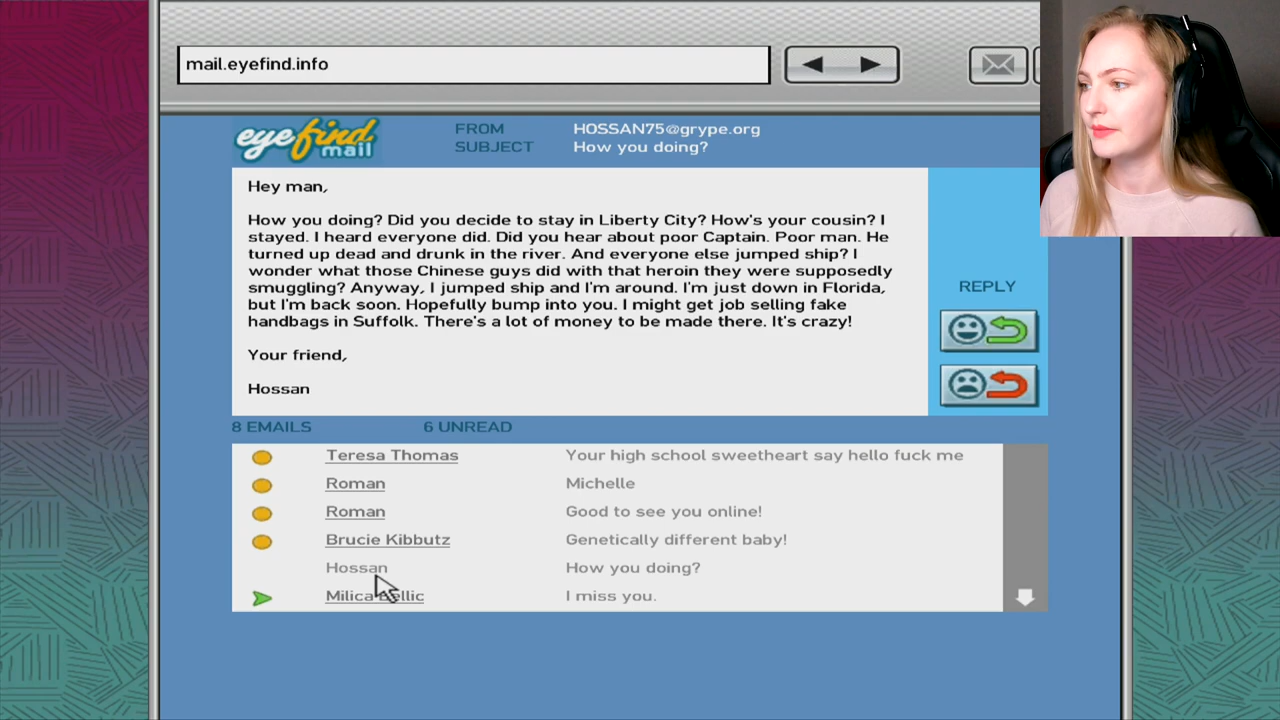 mail.eyefind.info
eyefind mail
FROM HOSSAN75@grype.org
SUBJECT How you doing?
Hey man,
How you doing? Did you decide to stay in Liberty City? How's your cousin? I
stayed. I heard everyone did. Did you hear about poor Captain. Poor man. He
turned up dead and drunk in the river. And everyone else jumped ship? I
wonder what those Chinese guys did with that heroin they were supposedly
smuggling? Anyway, I jumped ship and I'm around. I'm just down in Florida,
but I'm back soon. Hopefully bump into you. I might get job selling fake
handbags in Suffolk. There's a lot of money to be made there. It's crazy!
Your friend,
Hossan
REPLY
8 EMAILS 6 UNREAD
Teresa Thomas Your high school sweetheart say hello fuck me
Roman Michelle
Roman Good to see you online!
Brucie Kibbutz Genetically different baby!
Hossan How you doing?
Milica Bellic I miss you.